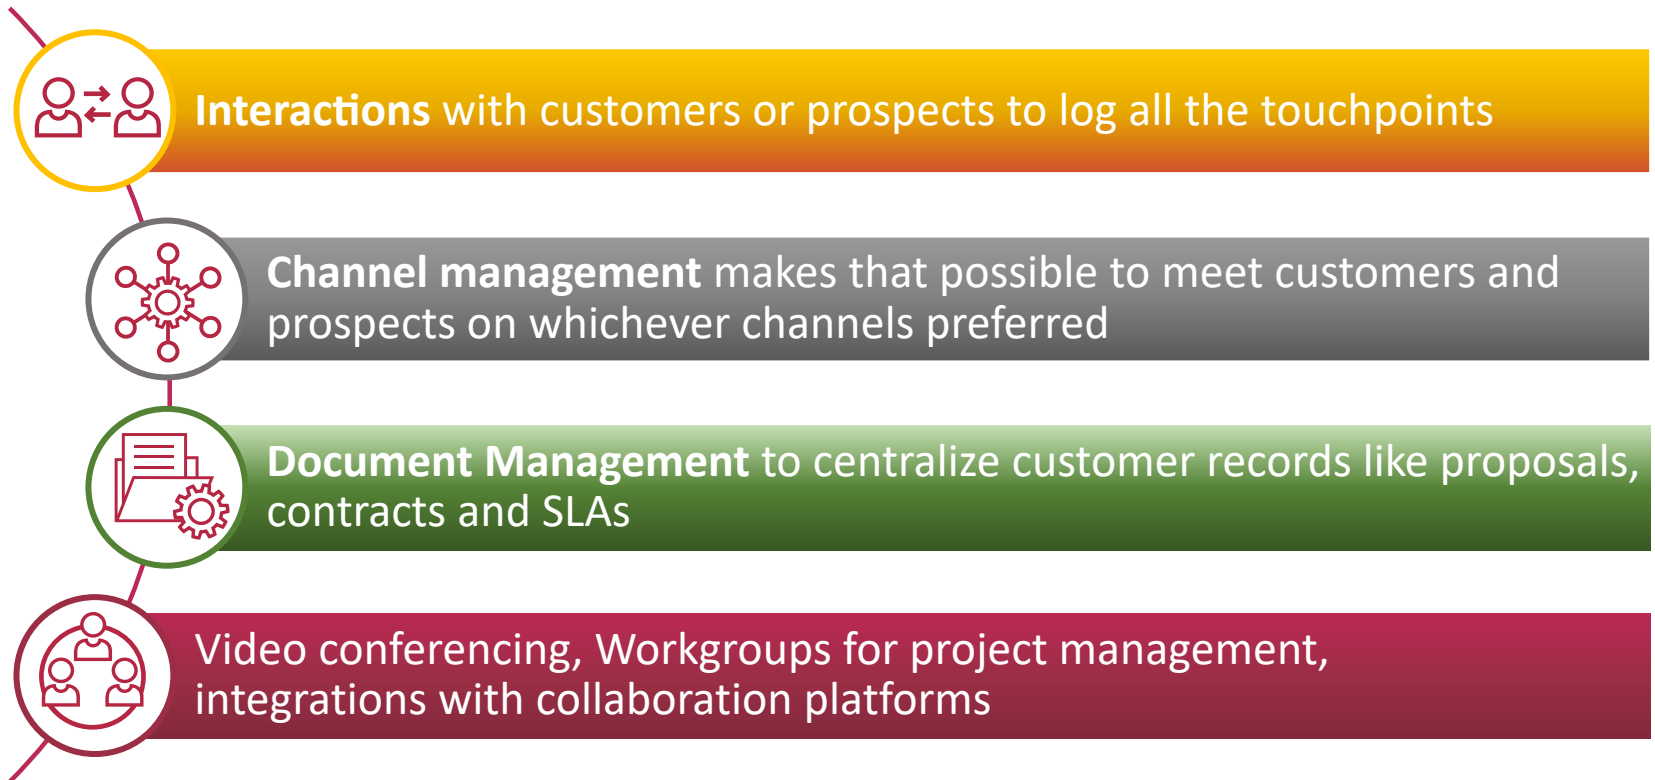 Interactions with customers or prospects to log all the touchpoints
Channel management makes that possible to meet customers and
prospects on whichever channels preferred
Document Management to centralize customer records like proposals,
contracts and SLAs
Video conferencing, Workgroups for project management,
integrations with collaboration platforms